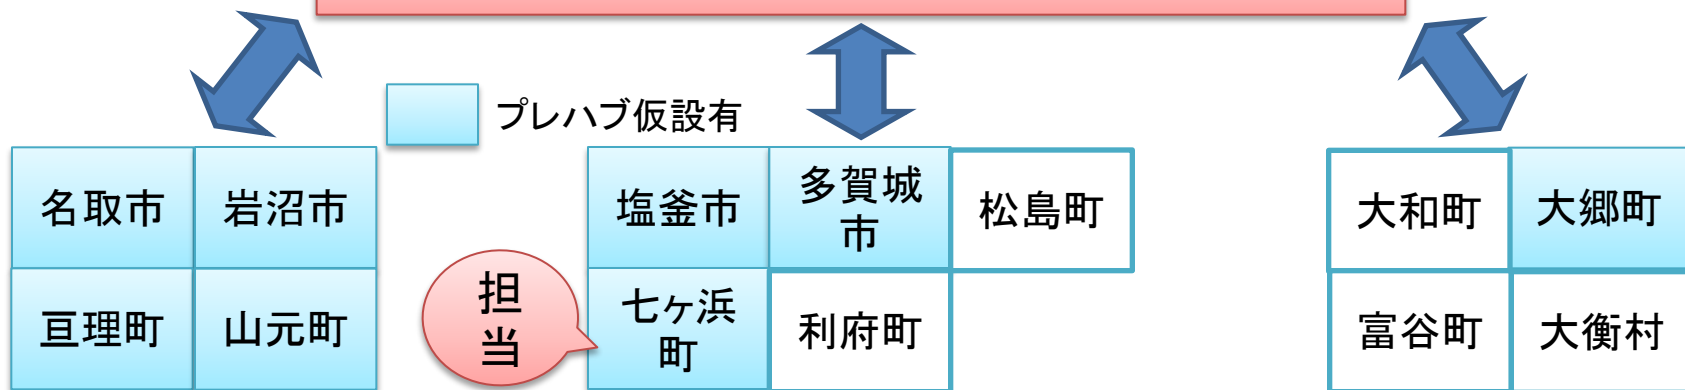 プレハブ仮設有
名取市 岩沼市
亘理町 山元町
担
当
塩釜市 多賀城
市 松島町
七ヶ浜
町 利府町
大和町 大郷町
富谷町 大衡村